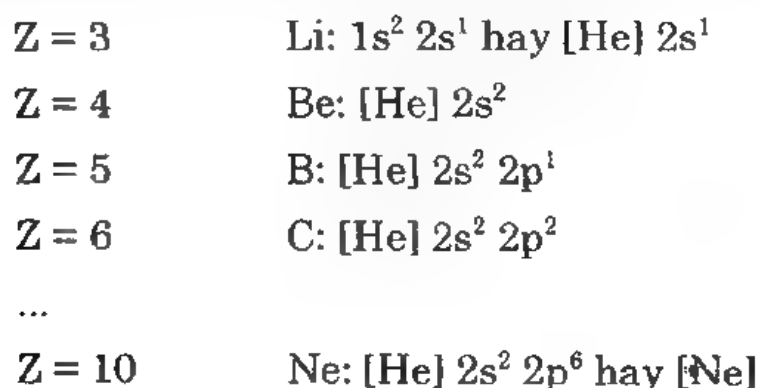 Z = 3 Li: 1s² 2s¹ hay [He] 2s¹
Z = 4 Be: [He] 2s²
Z = 5 B: [He] 2s² 2p¹
Z = 6 C: [He] 2s² 2p²
...
Z = 10 Ne: [He] 2s² 2p⁶ hay [Ne]